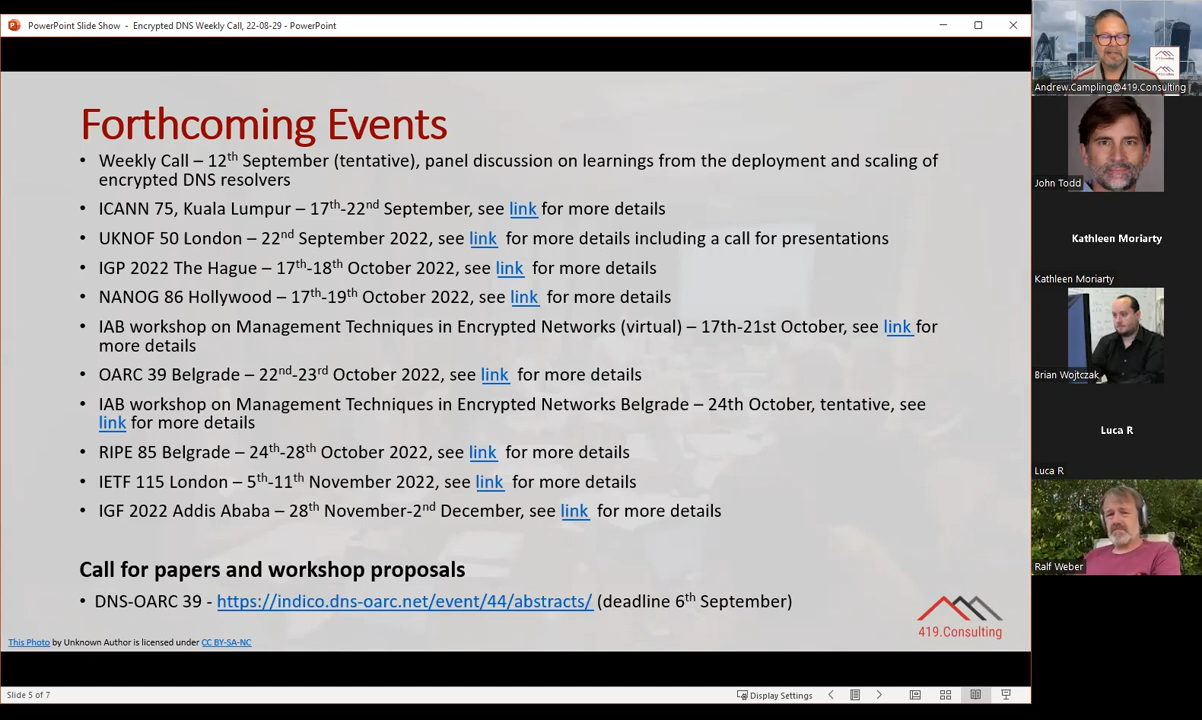 PowerPoint Slide Show - Encrypted DNS Weekly Call, 22-08-29 - PowerPoint
Forthcoming Events
• Weekly Call – 12th September (tentative), panel discussion on learnings from the deployment and scaling of
encrypted DNS resolvers
• ICANN 75, Kuala Lumpur – 17th-22nd September, see link for more details
• UKNOF 50 London – 22nd September 2022, see link for more details including a call for presentations
• IGP 2022 The Hague – 17th-18th October 2022, see link for more details
• NANOG 86 Hollywood – 17th-19th October 2022, see link for more details
• IAB workshop on Management Techniques in Encrypted Networks (virtual) – 17th-21st October, see link for
more details
• OARC 39 Belgrade – 22nd-23rd October 2022, see link for more details
• IAB workshop on Management Techniques in Encrypted Networks Belgrade – 24th October, tentative, see
link for more details
• RIPE 85 Belgrade – 24th-28th October 2022, see link for more details
• IETF 115 London – 5th-11th November 2022, see link for more details
• IGF 2022 Addis Ababa – 28th November-2nd December, see link for more details
Call for papers and workshop proposals
• DNS-OARC 39 - https://indico.dns-oarc.net/event/44/abstracts/ (deadline 6th September)
419.Consulting
This Photo by Unknown Author is licensed under CC BY-SA-NC
Slide 5 of 7
Display Settings
Andrew.Campling@419.Consulting
John Todd
Kathleen Moriarty
Kathleen Moriarty
Brian Wojtczak
Luca R
Luca R
Ralf Weber